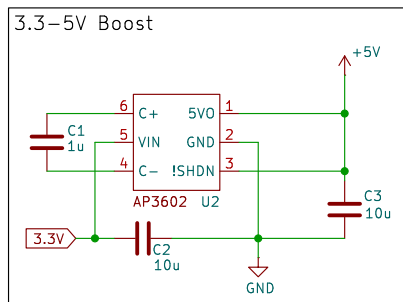 3.3-5V Boost
+5V
6 C+ 5VO 1
C1
1u
5 VIN GND 2
4 C- !SHDN 3
AP3602 U2
C3
10u
3.3V
C2
10u
GND